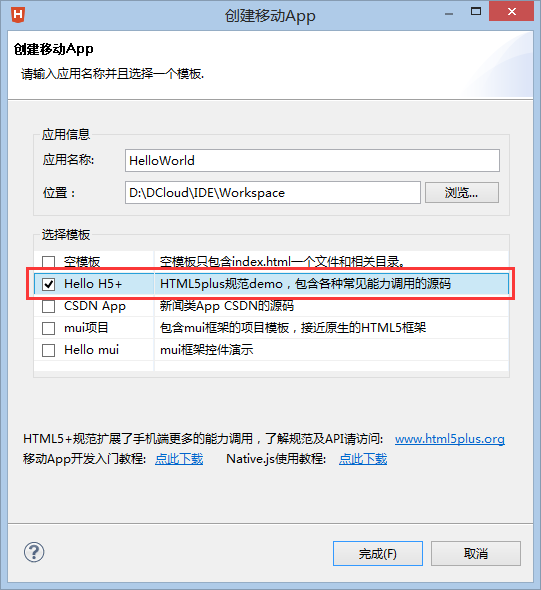 创建移动App
创建移动App
请输入应用名称并且选择一个模板.
应用信息
应用名称: HelloWorld
位置： D:\DCloud\IDE\Workspace 浏览...
选择模板
空模板 空模板只包含index.html一个文件和相关目录。
Hello H5+ HTML5plus规范demo，包含各种常见能力调用的源码
CSDN App 新闻类App CSDN的源码
mui项目 包含mui框架的项目模板，接近原生的HTML5框架
Hello mui mui框架控件演示
HTML5+规范扩展了手机端更多的能力调用，了解规范及API请访问: www.html5plus.org
移动App开发入门教程: 点此下载 Native.js使用教程: 点此下载
? 完成(F) 取消